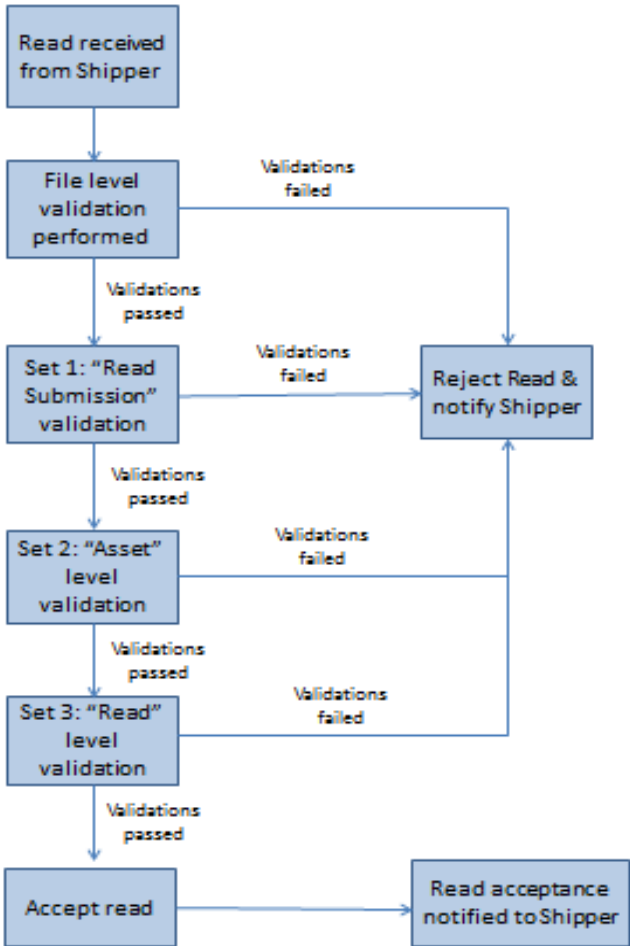 Read received
from Shipper
File level
validation
performed
Validations
failed
Validations
passed
Set 1: “Read
Submission”
validation
Validations
failed
Reject Read &
notify Shipper
Validations
passed
Set 2: “Asset”
level
validation
Validations
failed
Validations
passed
Set 3: “Read”
level
validation
Validations
failed
Validations
passed
Accept read
Read acceptance
notified to Shipper